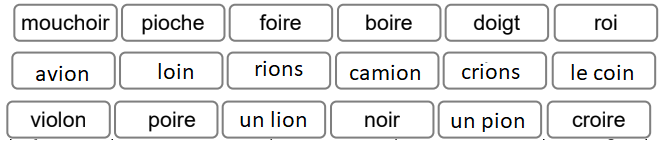 mouchoir pioche foire boire doigt roi
avion loin rions camion crions le coin
violon poire un lion noir un pion croire